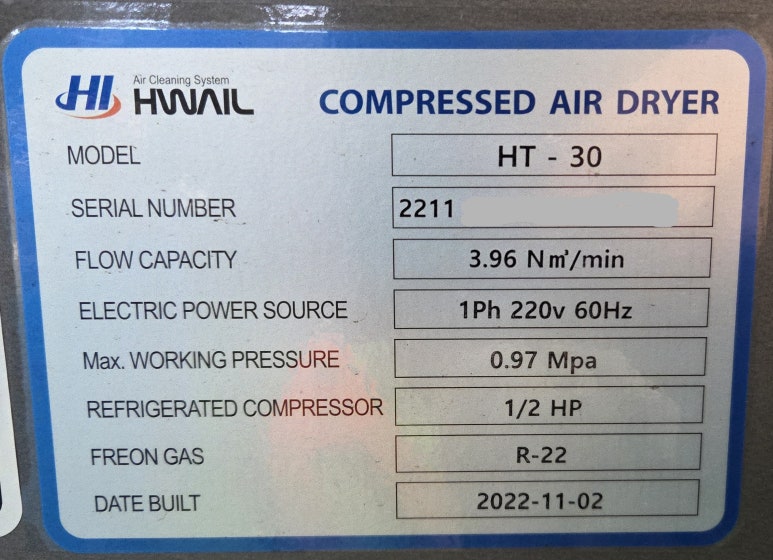 HI Air Cleaning System HWAIL
COMPRESSED AIR DRYER
MODEL HT - 30
SERIAL NUMBER 2211
FLOW CAPACITY 3.96 N㎥/min
ELECTRIC POWER SOURCE 1Ph 220v 60Hz
Max. WORKING PRESSURE 0.97 Mpa
REFRIGERATED COMPRESSOR 1/2 HP
FREON GAS R-22
DATE BUILT 2022-11-02